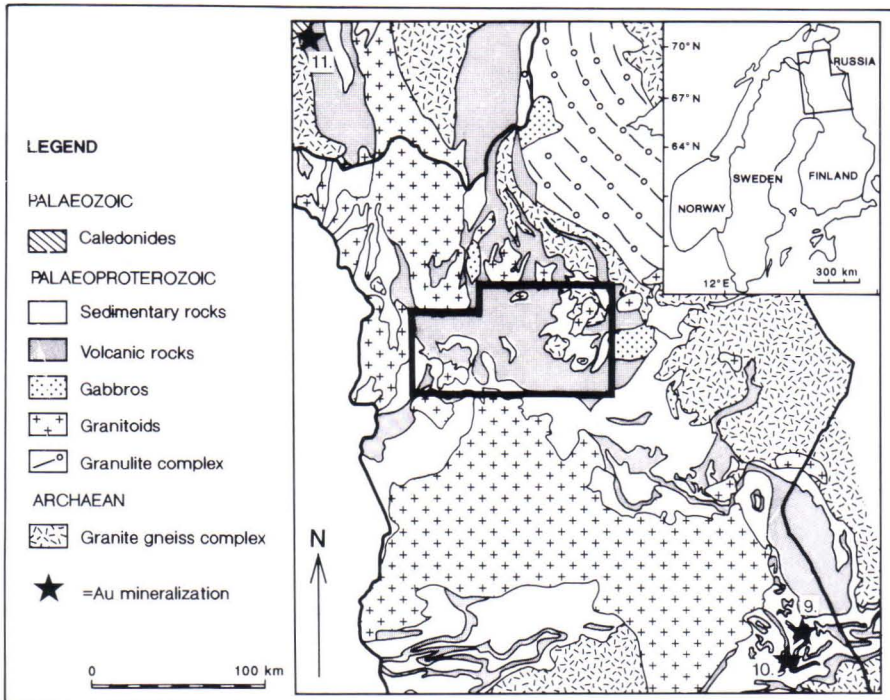 LEGEND
PALAEOZOIC
Caledonides
PALAEOPROTEROZOIC
Sedimentary rocks
Volcanic rocks
Gabbros
Granitoids
Granulite complex
ARCHAEAN
Granite gneiss complex
=Au mineralization
0 100 km
N
11.
9.
10.
70° N
67° N
64° N
RUSSIA
SWEDEN
FINLAND
NORWAY
12° E
300 km